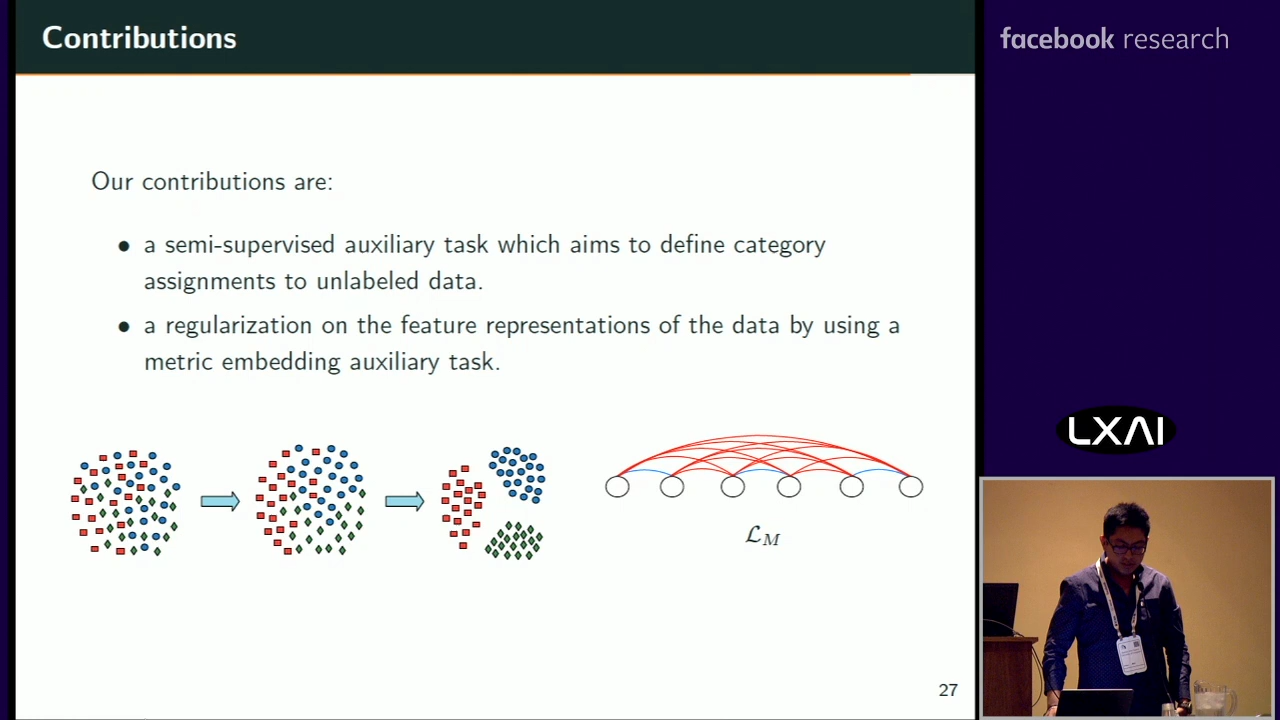 Contributions
facebook research
Our contributions are:
• a semi-supervised auxiliary task which aims to define category
assignments to unlabeled data.
• a regularization on the feature representations of the data by using a
metric embedding auxiliary task.
LXAI
ℒ_M
27